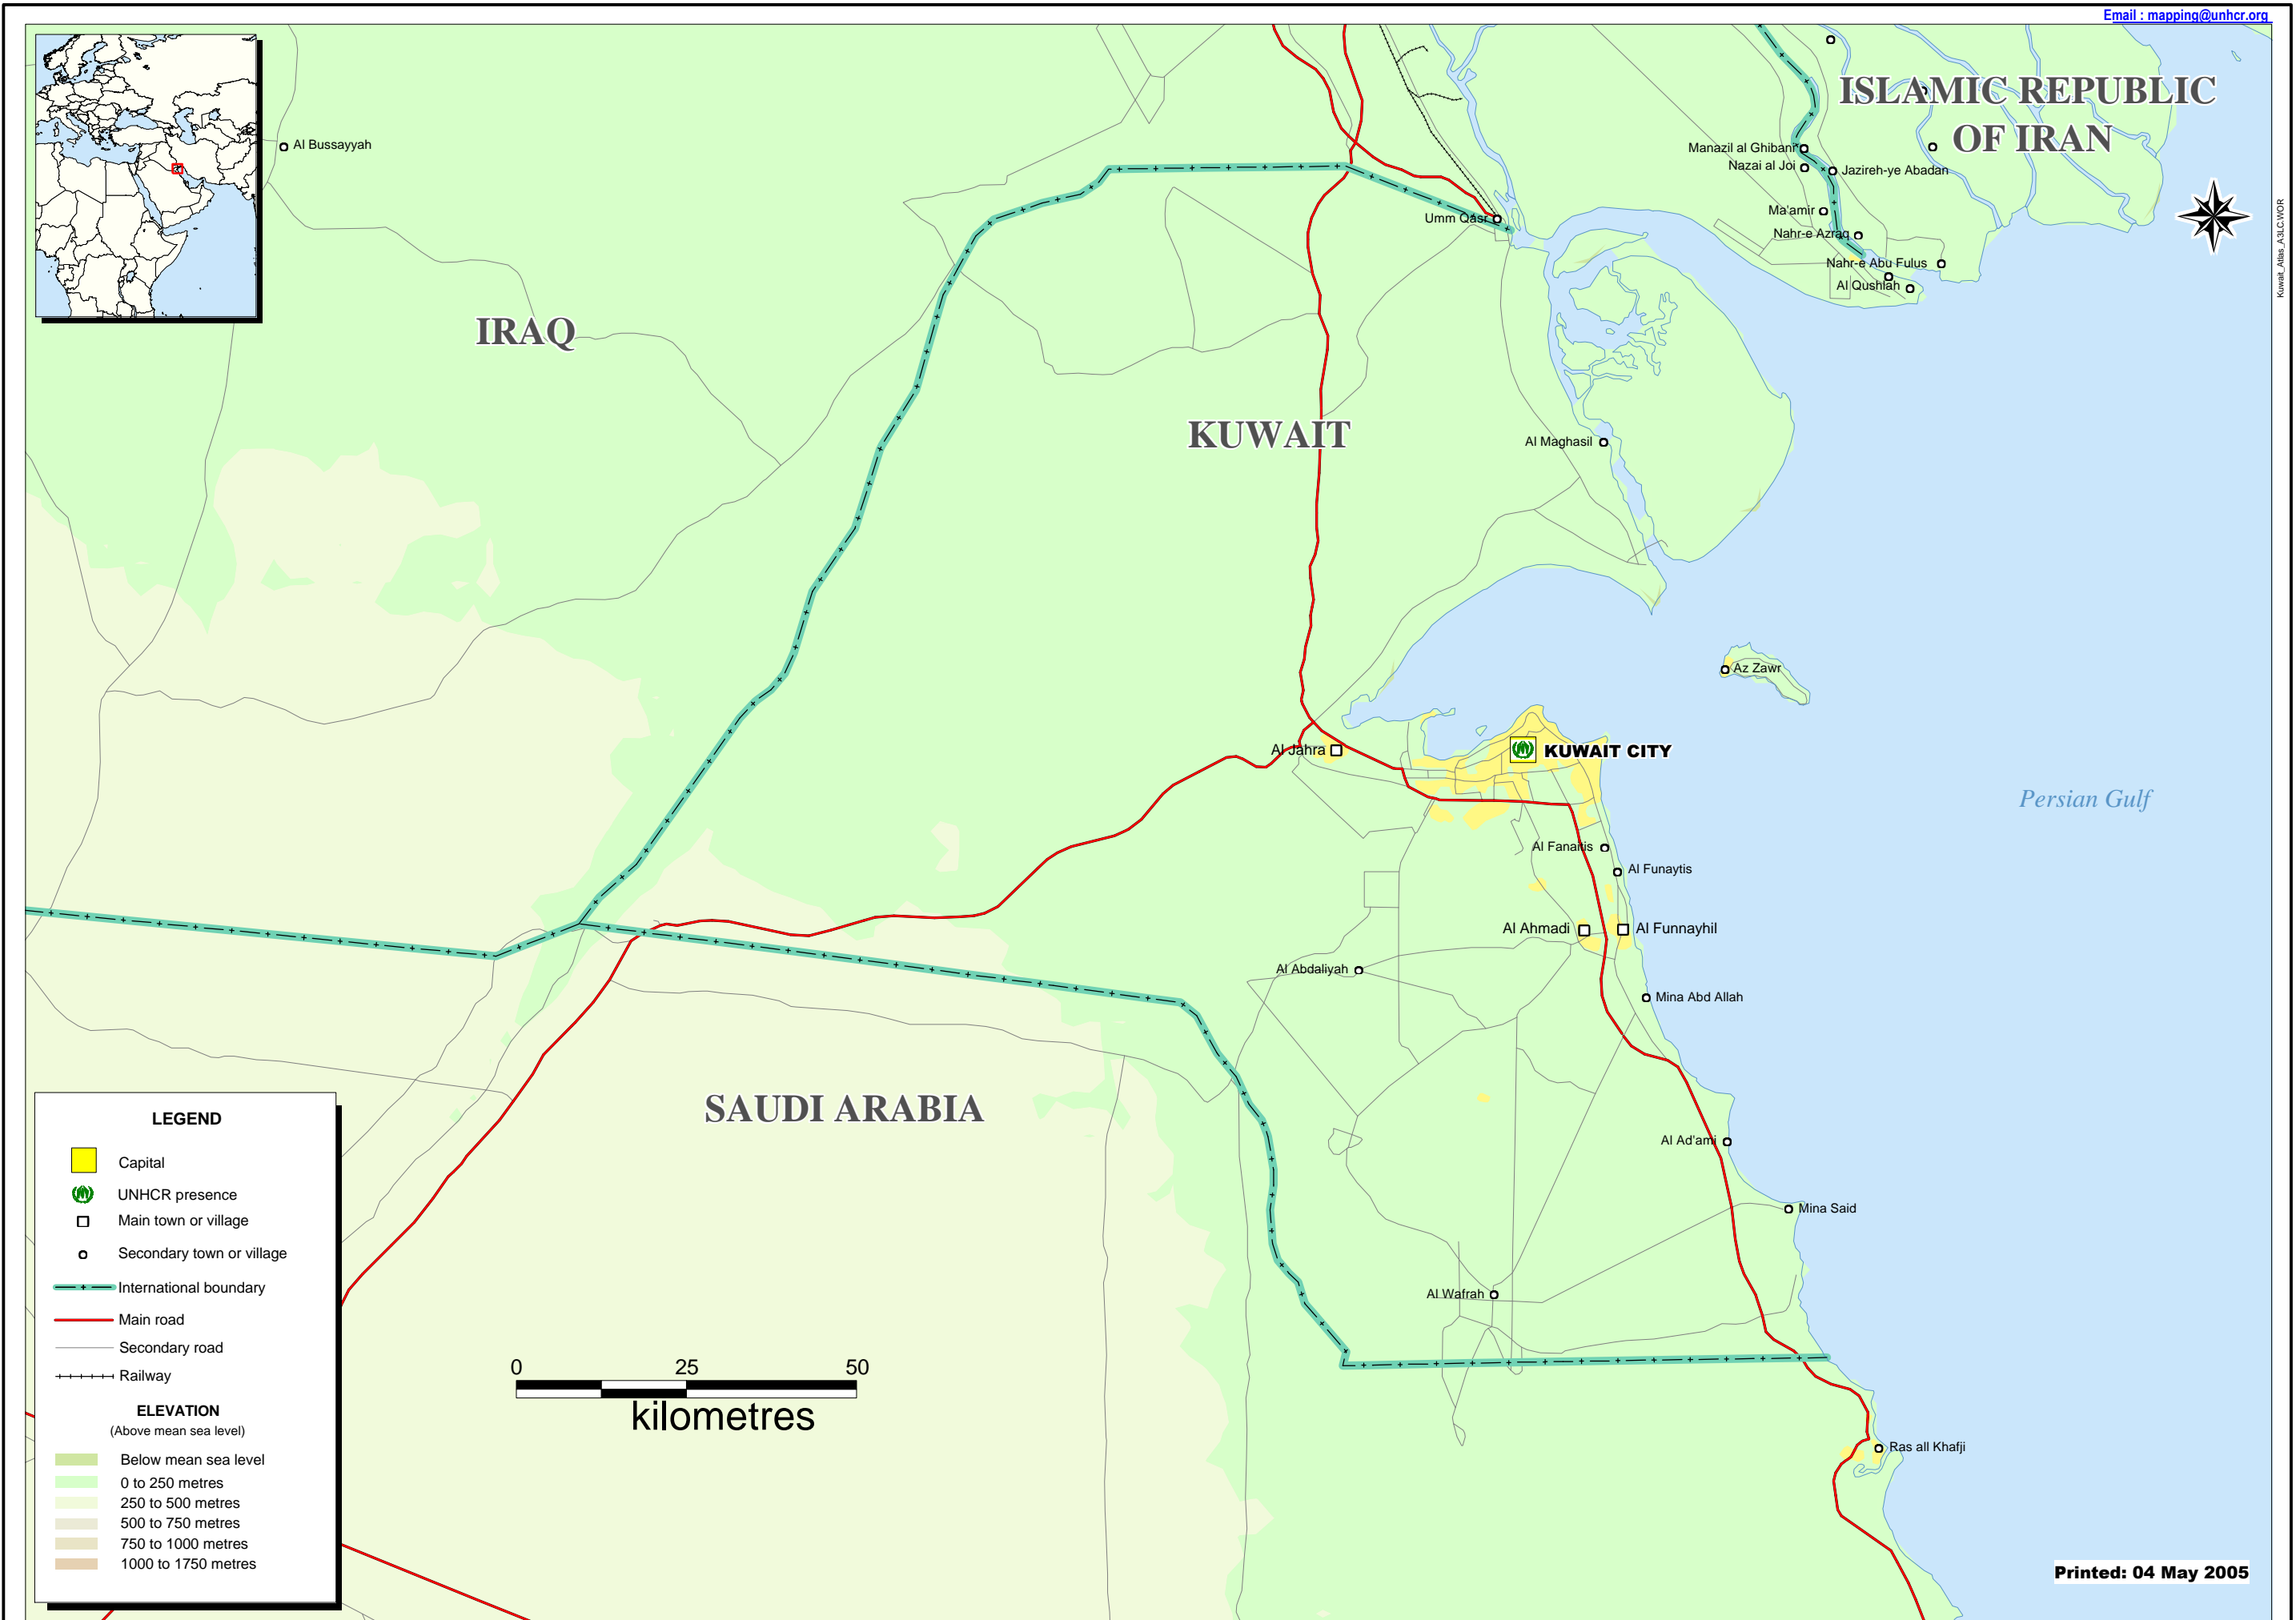 Email : mapping@unhcr.org
Kuwait_Atlas_A3LC.WOR
ISLAMIC REPUBLIC
OF IRAN
Al Bussayyah
Manazil al Ghibani
Nazai al Joi
Jazireh-ye Abadan
Ma'amir
Umm Qasr
Nahr-e Azraq
Nahr-e Abu Fulus
Al Qushlah
IRAQ
KUWAIT
Al Maghasil
Az Zawr
Al Jahra
KUWAIT CITY
Persian Gulf
Al Fanaitis
Al Funaytis
Al Ahmadi
Al Funnayhil
Al Abdaliyah
Mina Abd Allah
SAUDI ARABIA
Al Ad'ami
Mina Said
Al Wafrah
Ras all Khafji
LEGEND
Capital
UNHCR presence
Main town or village
Secondary town or village
International boundary
Main road
Secondary road
Railway
ELEVATION
(Above mean sea level)
Below mean sea level
0 to 250 metres
250 to 500 metres
500 to 750 metres
750 to 1000 metres
1000 to 1750 metres
0 25 50
kilometres
Printed: 04 May 2005